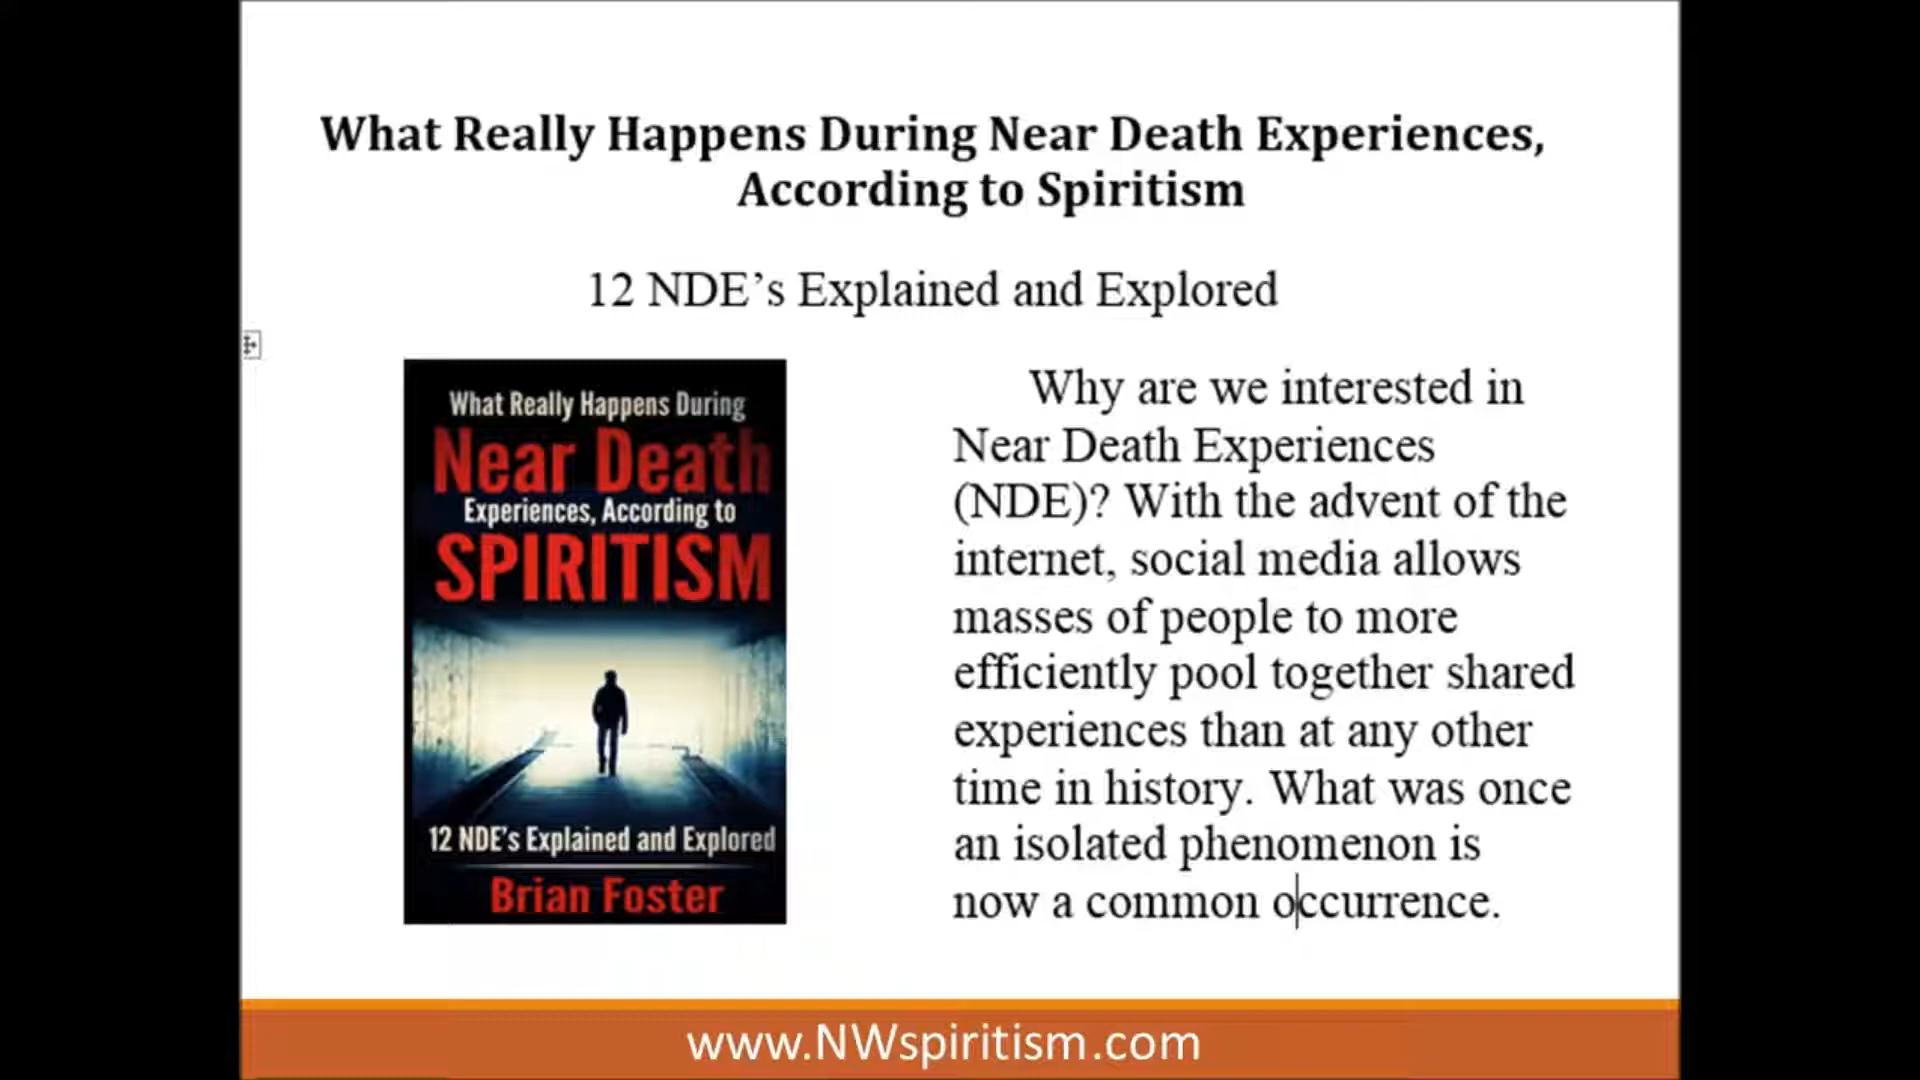 What Really Happens During Near Death Experiences,
According to Spiritism
12 NDE’s Explained and Explored
What Really Happens During
Near Death
Experiences, According to
SPIRITISM
12 NDE's Explained and Explored
Brian Foster
Why are we interested in
Near Death Experiences
(NDE)? With the advent of the
internet, social media allows
masses of people to more
efficiently pool together shared
experiences than at any other
time in history. What was once
an isolated phenomenon is
now a common occurrence.
www.NWspiritism.com